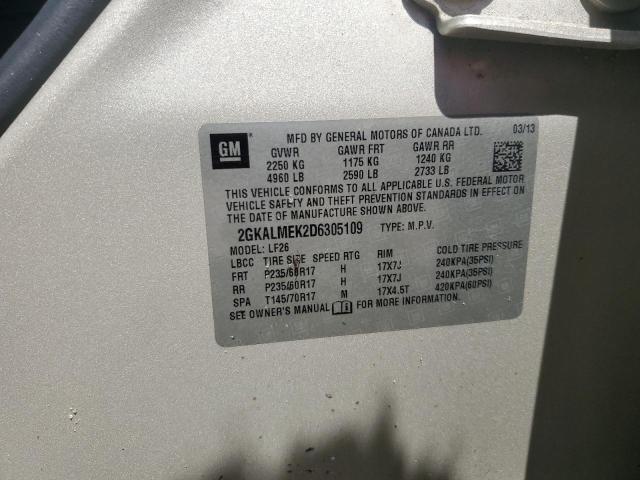 GM
MFD BY GENERAL MOTORS OF CANADA LTD. 03/13
GVWR GAWR FRT GAWR RR
2250 KG 1175 KG 1240 KG
4960 LB 2590 LB 2733 LB
THIS VEHICLE CONFORMS TO ALL APPLICABLE U.S. FEDERAL MOTOR
VEHICLE SAFETY AND THEFT PREVENTION STANDARDS IN EFFECT ON
THE DATE OF MANUFACTURE SHOWN ABOVE.
2GKALMEK2D6305109 TYPE: M.P.V.
MODEL: LF26
LBCC TIRE SIZE SPEED RTG RIM COLD TIRE PRESSURE
FRT P235/60R17 H 17X7J 240KPA(35PSI)
RR P235/60R17 H 17X7J 240KPA(35PSI)
SPA T145/70R17 M 17X4.5T 420KPA(60PSI)
SEE OWNER'S MANUAL FOR MORE INFORMATION.